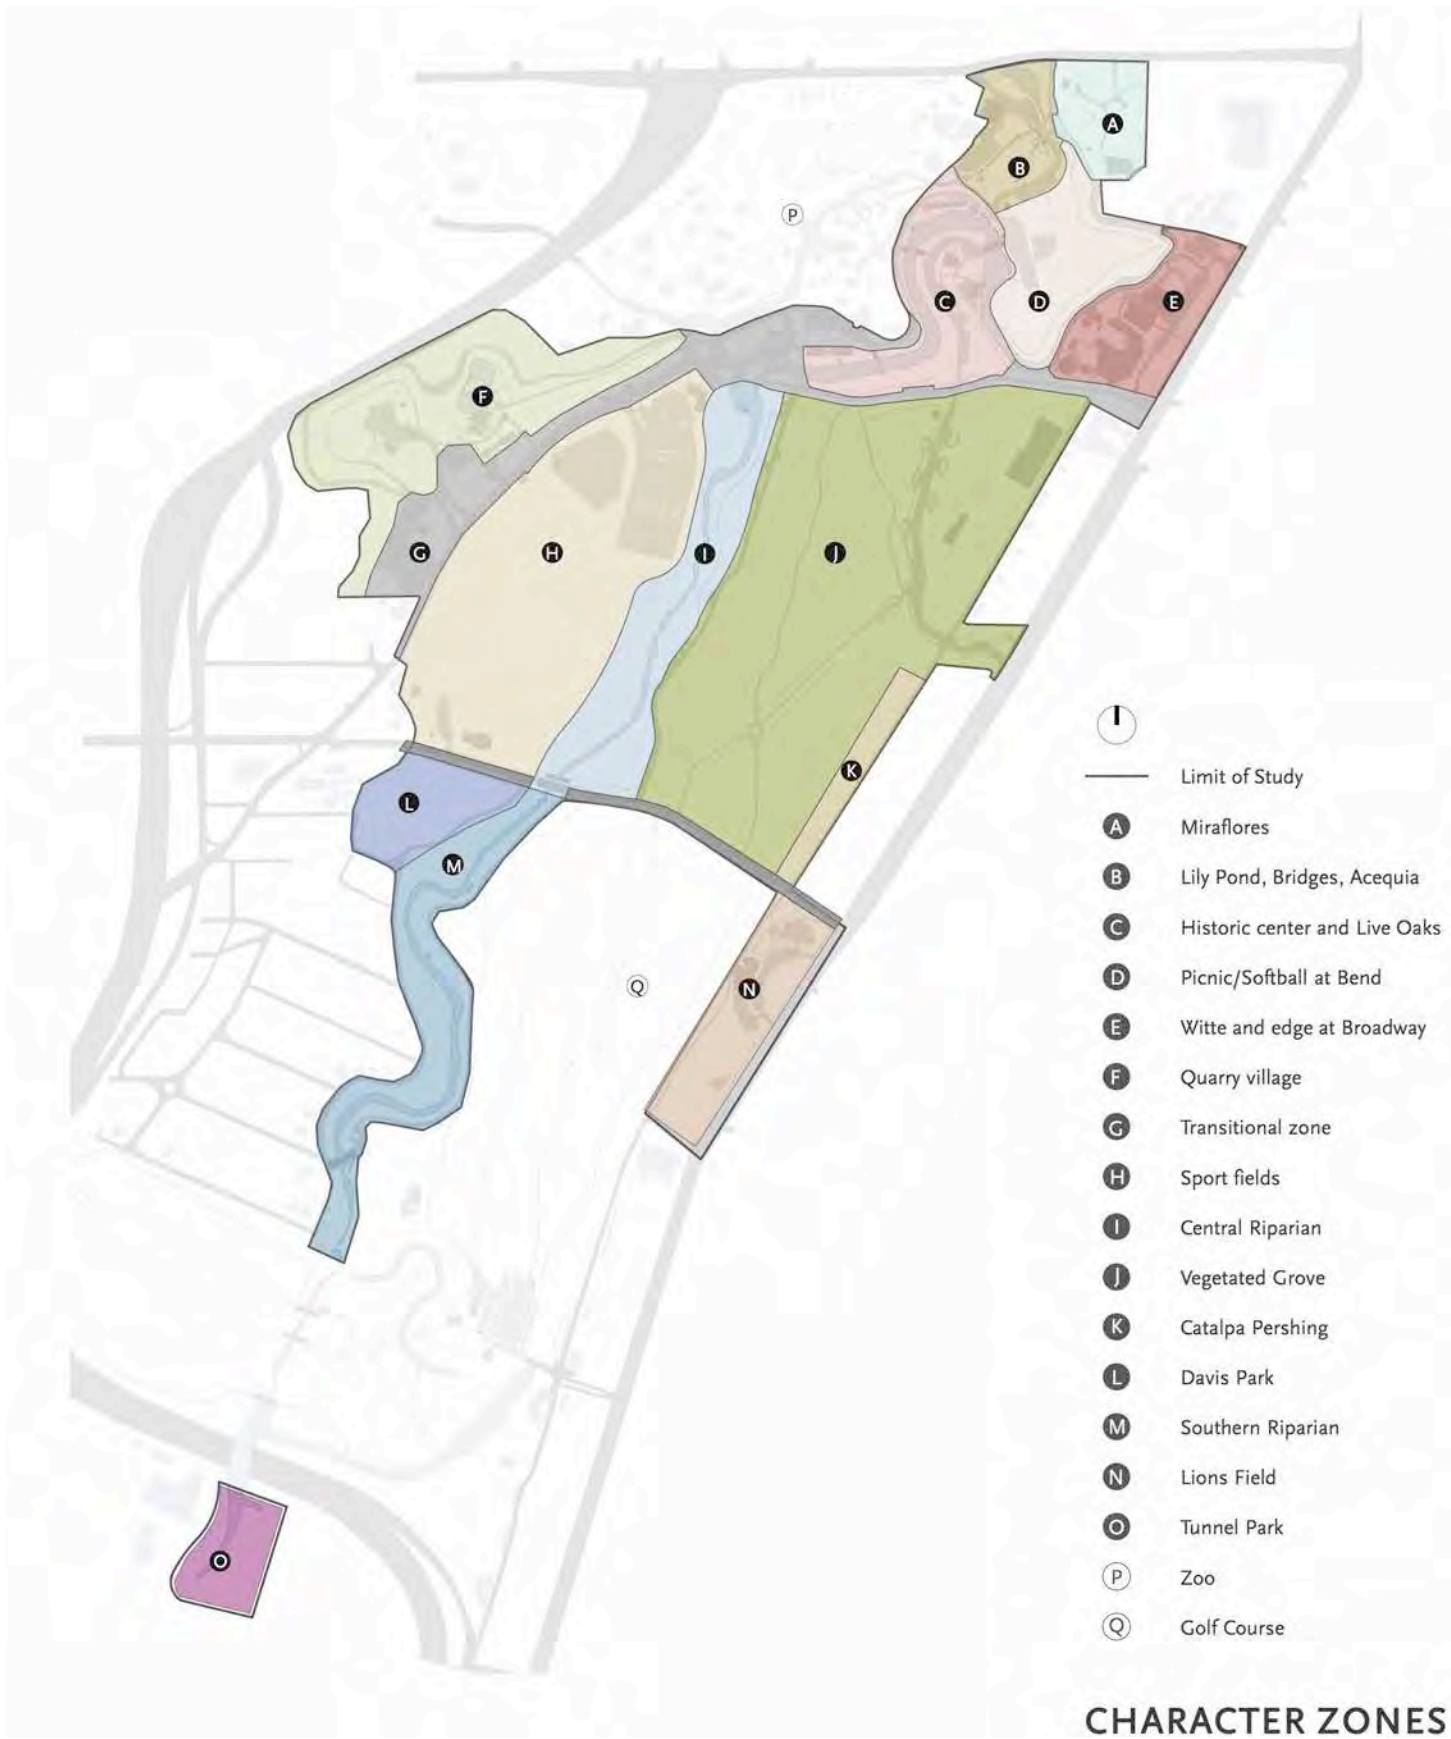 A
B
P
C
D
E
F
G
H
I
J
K
L
M
Q
N
O
Limit of Study
A Miraflores
B Lily Pond, Bridges, Acequia
C Historic center and Live Oaks
D Picnic/Softball at Bend
E Witte and edge at Broadway
F Quarry village
G Transitional zone
H Sport fields
I Central Riparian
J Vegetated Grove
K Catalpa Pershing
L Davis Park
M Southern Riparian
N Lions Field
O Tunnel Park
P Zoo
Q Golf Course
CHARACTER ZONES